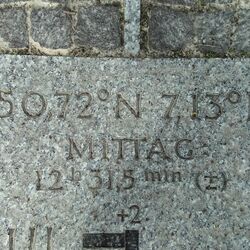 50,72°N 7,13°
MITTAG
12 h 31,5 min (±)
+2